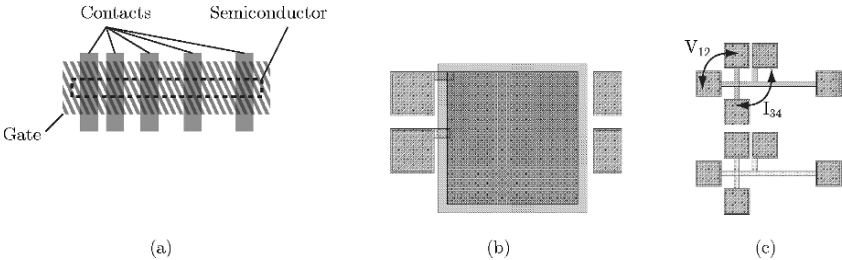 Contacts
Semiconductor
Gate
V12
I34
(a)
(b)
(c)